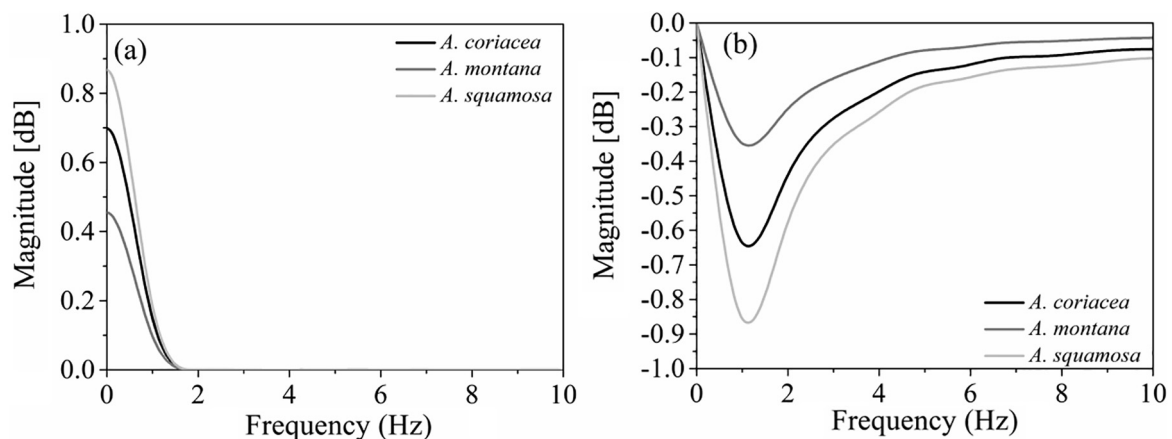 (a)
A. coriacea
A. montana
A. squamosa
Magnitude [dB]
1.0
0.8
0.6
0.4
0.2
0.0
0 2 4 6 8 10
Frequency (Hz)
(b)
Magnitude [dB]
0.0
-0.1
-0.2
-0.3
-0.4
-0.5
-0.6
-0.7
-0.8
-0.9
-1.0
A. coriacea
A. montana
A. squamosa
0 2 4 6 8 10
Frequency (Hz)